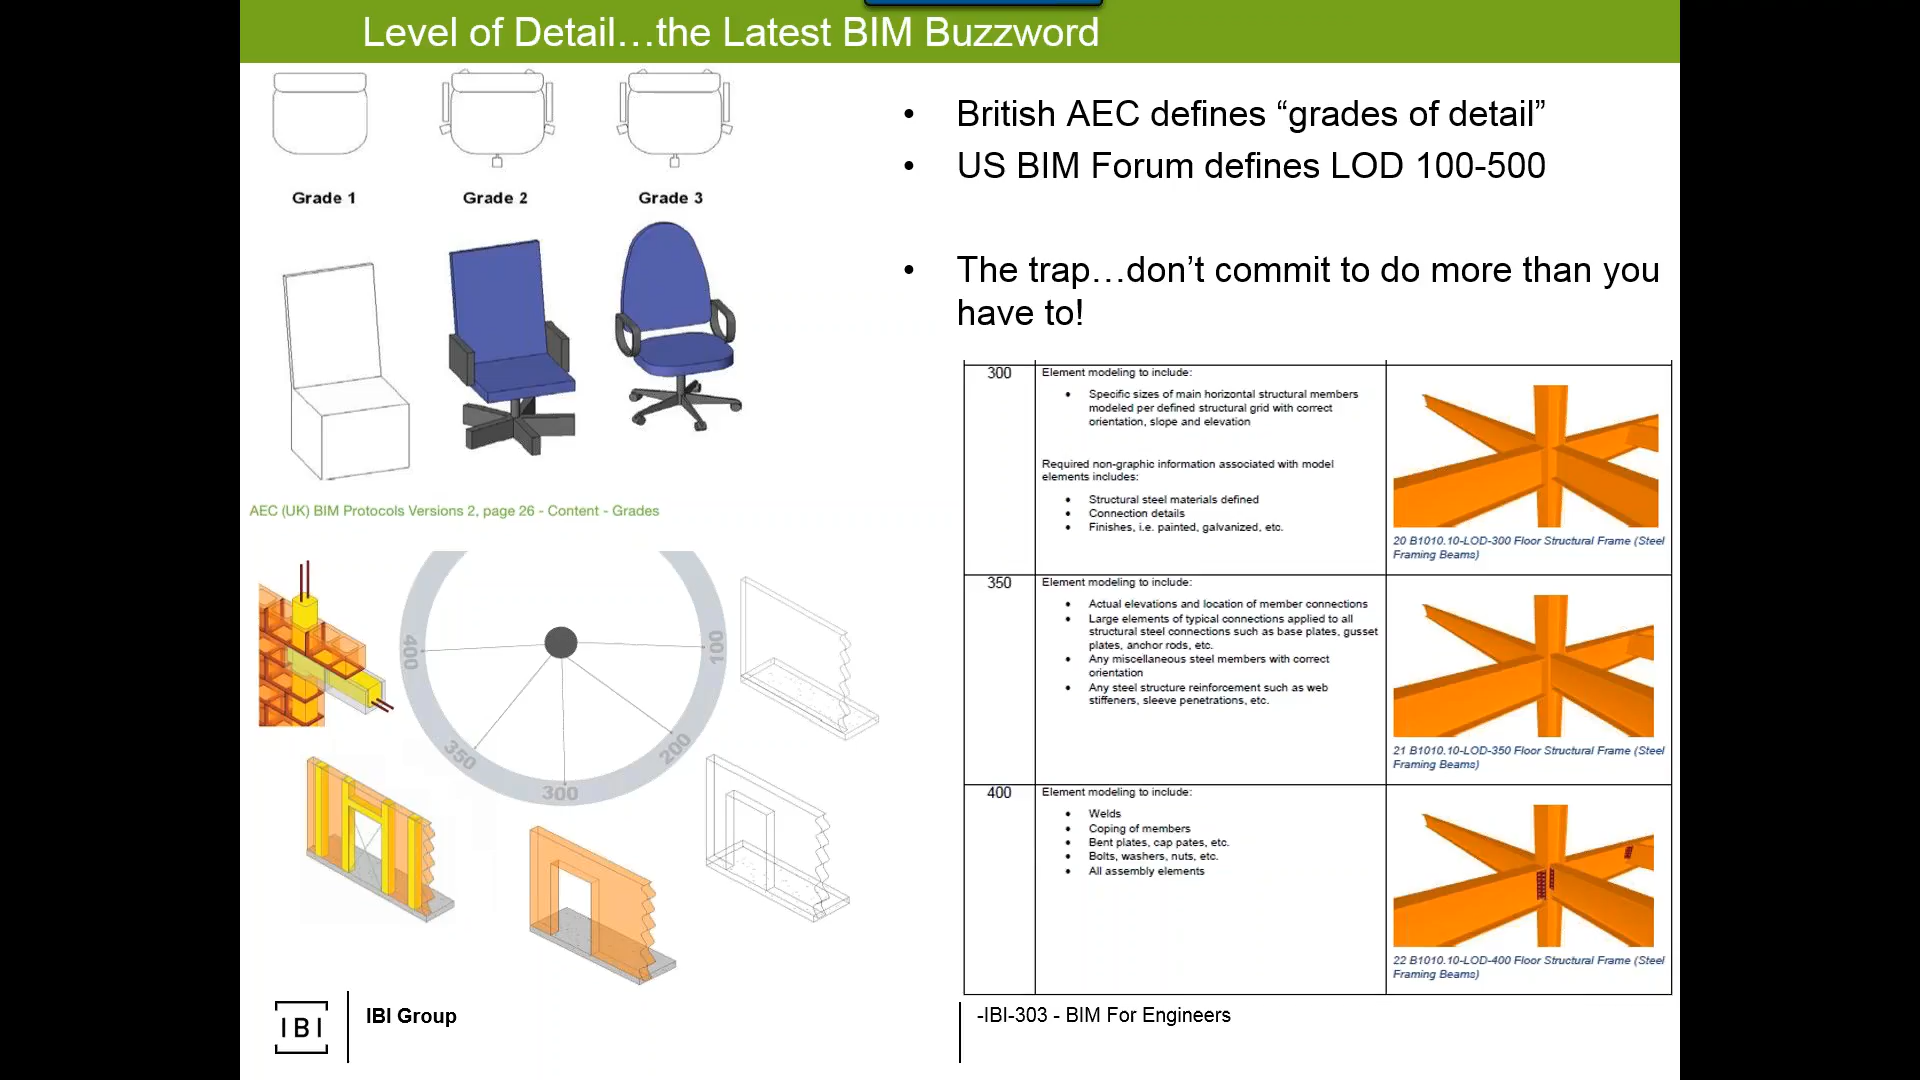 Level of Detail…the Latest BIM Buzzword
Grade 1
Grade 2
Grade 3
AEC (UK) BIM Protocols Versions 2, page 26 - Content - Grades
• British AEC defines “grades of detail”
• US BIM Forum defines LOD 100-500
• The trap…don’t commit to do more than you
have to!
400
100
350
200
300
300
Element modeling to include:
• Specific sizes of main horizontal structural members
modeled per defined structural grid with correct
orientation, slope and elevation
Required non-graphic information associated with model
elements includes:
• Structural steel materials defined
• Connection details
• Finishes, i.e. painted, galvanized, etc.
20 B1010.10-LOD-300 Floor Structural Frame (Steel
Framing Beams)
350
Element modeling to include:
• Actual elevations and location of member connections
• Large elements of typical connections applied to all
structural steel connections such as base plates, gusset
plates, anchor rods, etc.
• Any miscellaneous steel members with correct
orientation
• Any steel structure reinforcement such as web
stiffeners, sleeve penetrations, etc.
21 B1010.10-LOD-350 Floor Structural Frame (Steel
Framing Beams)
400
Element modeling to include:
• Welds
• Coping of members
• Bent plates, cap pates, etc.
• Bolts, washers, nuts, etc.
• All assembly elements
22 B1010.10-LOD-400 Floor Structural Frame (Steel
Framing Beams)
IBI
IBI Group
-IBI-303 - BIM For Engineers